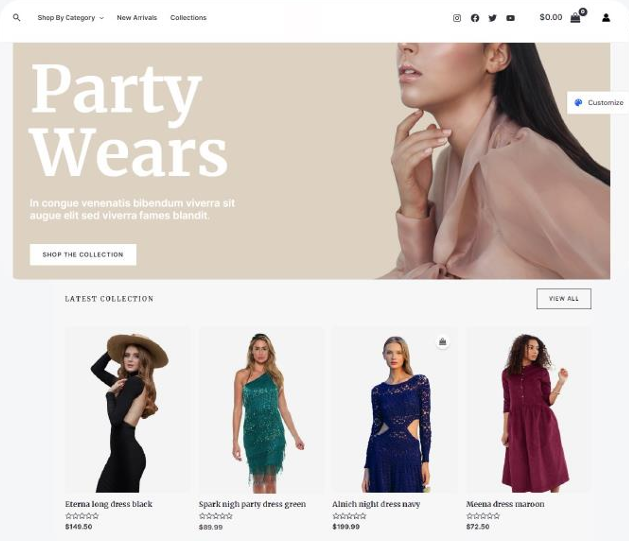 Shop By Category
New Arrivals
Collections
$0.00
0
Customize
Party
Wears
In congue venenatis bibendum viverra sit
augue elit sed viverra fames blandit.
SHOP THE COLLECTION
LATEST COLLECTION
VIEW ALL
Eterna long dress black
$149.50
Spark nigh party dress green
$89.99
Alnich night dress navy
$199.99
Meena dress maroon
$72.50